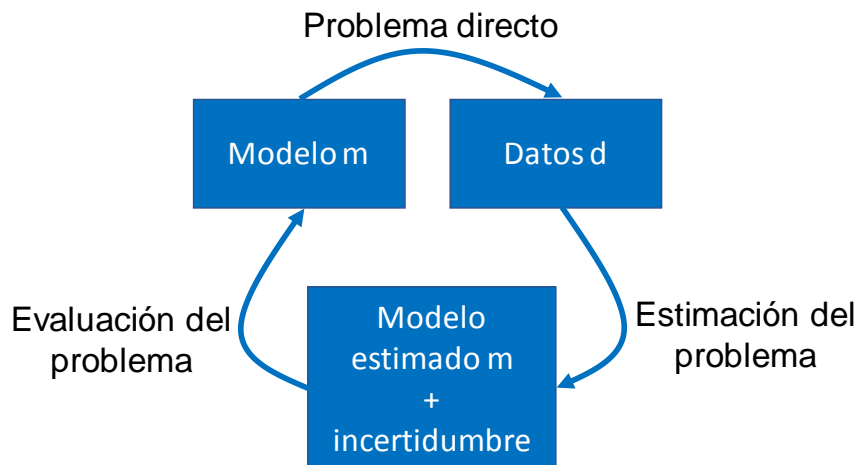 Problema directo
Modelo m
Datos d
Evaluación del
problema
Modelo
estimado m
+
incertidumbre
Estimación del
problema